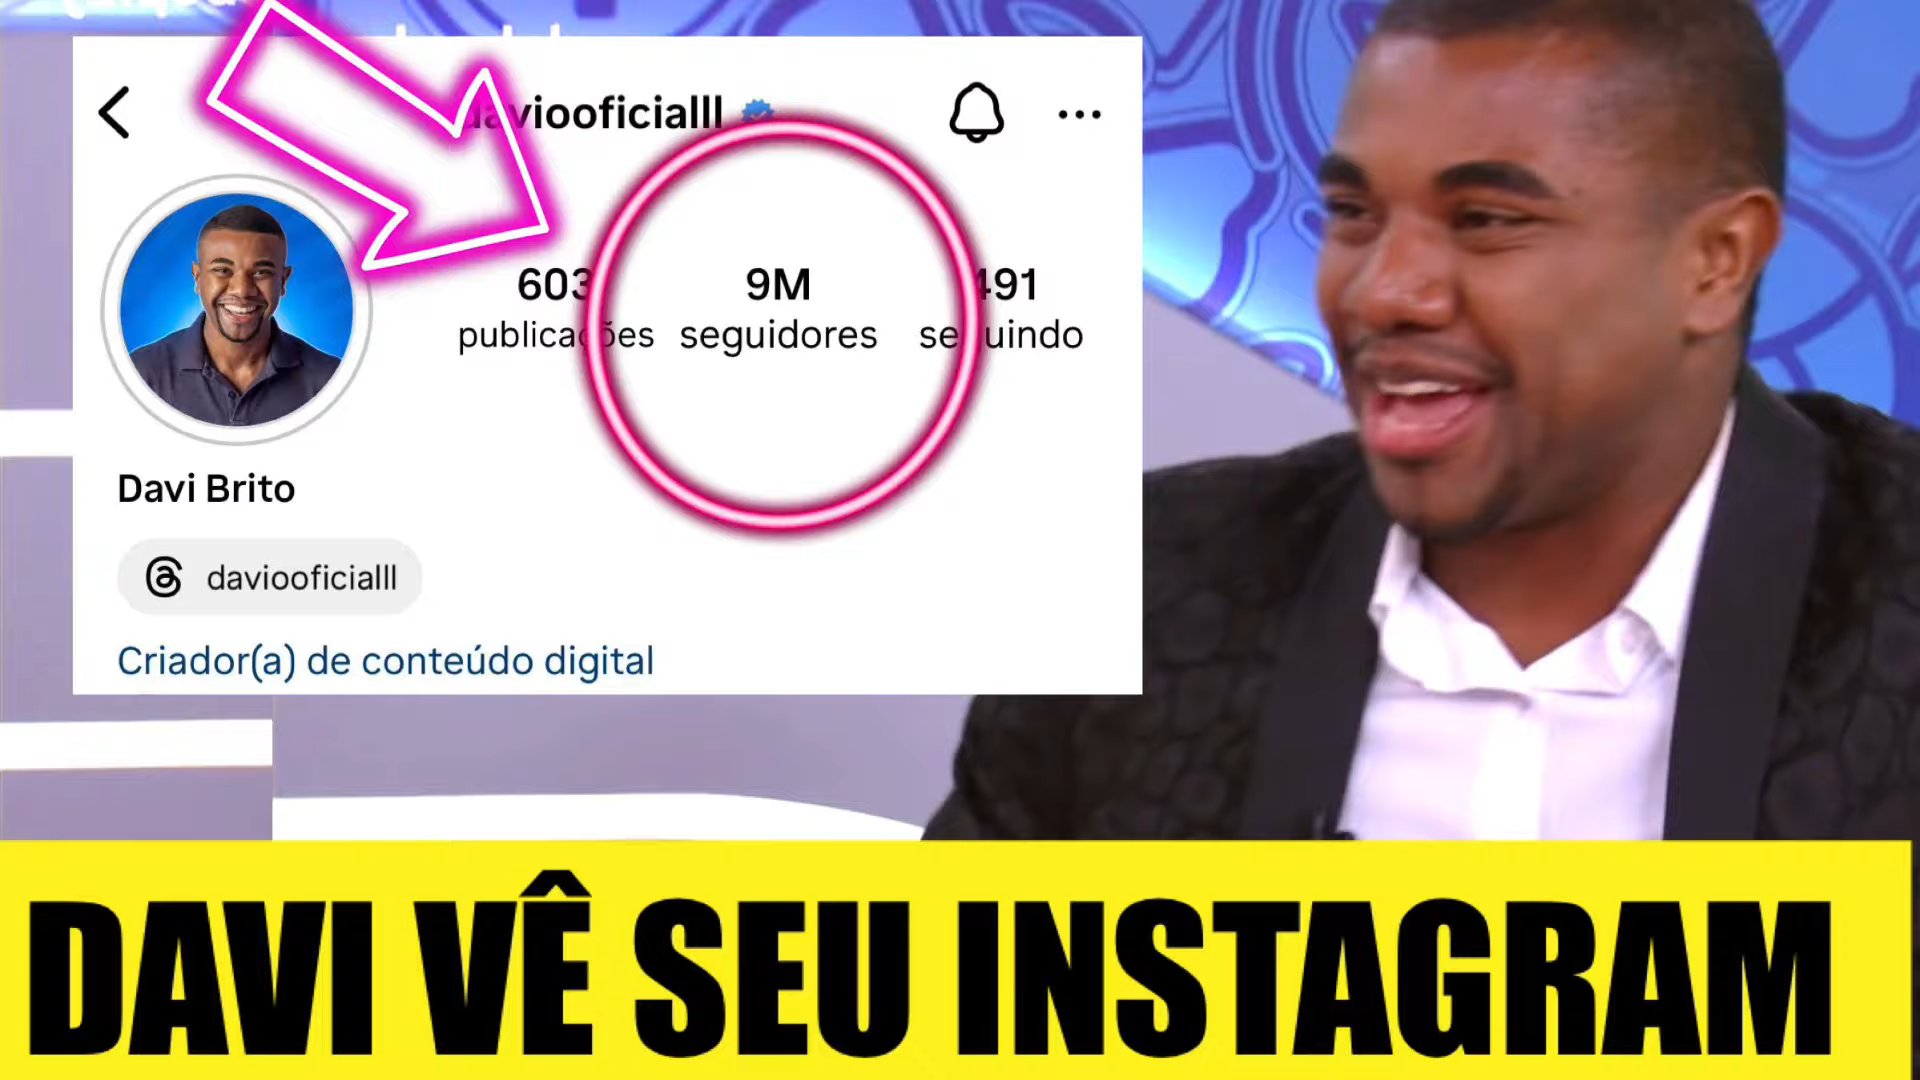 daviooficialll
603
publicações
9M
seguidores
491
seguindo
Davi Brito
daviooficialll
Criador(a) de conteúdo digital
DAVI VÊ SEU INSTAGRAM